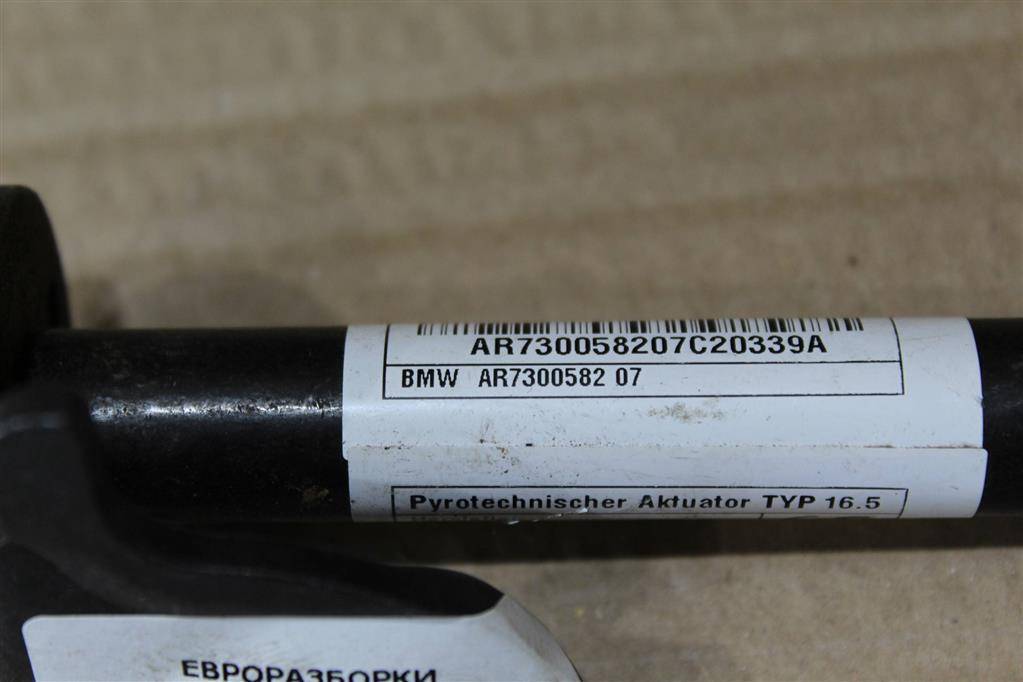 AR730058207C20339A
BMW AR7300582 07
Pyrotechnischer Aktuator TYP 16.5
ЕВРОРАЗБОРКИ